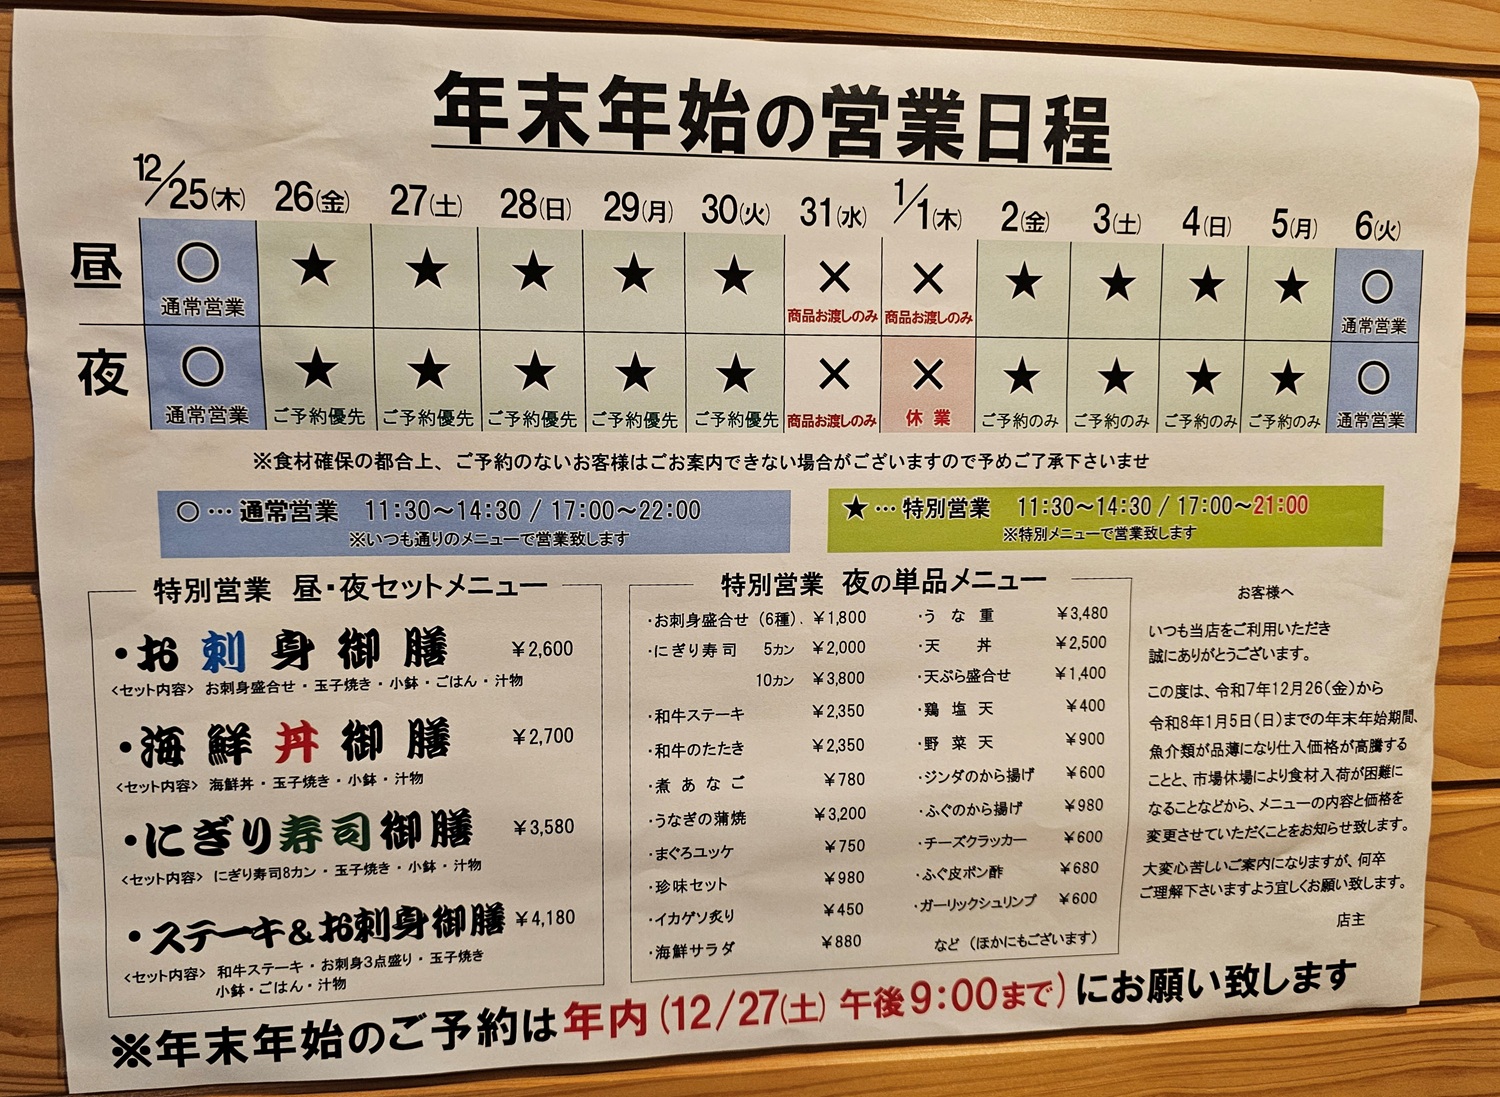 年末年始の営業日程
12/25(木) 26(金) 27(土) 28(日) 29(月) 30(火) 31(水) 1/1(木) 2(金) 3(土) 4(日) 5(月) 6(火)
昼 ○ ★ ★ ★ ★ ★ × × ★ ★ ★ ★ ○
通常営業 商品お渡しのみ 商品お渡しのみ 通常営業
夜 ○ ★ ★ ★ ★ ★ × × ★ ★ ★ ★ ○
通常営業 ご予約優先 ご予約優先 ご予約優先 ご予約優先 ご予約優先 商品お渡しのみ 休業 ご予約のみ ご予約のみ ご予約のみ ご予約のみ 通常営業
※食材確保の都合上、ご予約のないお客様はごお案内できない場合がございますので予めご了承下さいませ
○…通常営業 11:30～14:30 / 17:00～22:00
※いつも通りのメニューで営業致します
★…特別営業 11:30～14:30 / 17:00～21:00
※特別メニューで営業致します
特別営業 昼・夜セットメニュー
・お刺身御膳 ¥2,600
<セット内容> お刺身盛合せ・玉子焼き・小鉢・ごはん・汁物
・海鮮丼御膳 ¥2,700
<セット内容> 海鮮丼・玉子焼き・小鉢・汁物
・にぎり寿司御膳 ¥3,580
<セット内容> にぎり寿司8カン・玉子焼き・小鉢・汁物
・ステーキ&お刺身御膳 ¥4,180
<セット内容> 和牛ステーキ・お刺身3点盛り・玉子焼き
小鉢・ごはん・汁物
特別営業 夜の単品メニュー
・お刺身盛合せ（6種）. ¥1,800
・にぎり寿司 5カン ¥2,000
10カン ¥3,800
・和牛ステーキ ¥2,350
・和牛のたたき ¥2,350
・煮あなご ¥780
・うなぎの蒲焼 ¥3,200
・まぐろユッケ ¥750
・珍味セット ¥980
・イカゲソ炙り ¥450
・海鮮サラダ ¥880
・うな重 ¥3,480
・天丼 ¥2,500
・天ぷら盛合せ ¥1,400
・鶏塩天 ¥400
・野菜天 ¥900
・ジンダのから揚げ ¥600
・ふぐのから揚げ ¥980
・チーズクラッカー ¥600
・ふぐ皮ポン酢 ¥680
・ガーリックシュリンプ ¥600
など（ほかにもございます）
お客様へ
いつも当店をご利用いただき
誠にありがとうございます。
この度は、令和7年12月26(金)から
令和8年1月5日(日)までの年末年始期間、
魚介類が品薄になり仕入価格が高騰する
ことと、市場休場により食材入荷が困難に
なることなどから、メニューの内容と価格を
変更させていただくことをお知らせ致します。
大変心苦しいご案内になりますが、何卒
ご理解下さいますよう宜しくお願い致します。
店主
※年末年始のご予約は年内(12/27(土) 午後9:00まで)にお願い致します